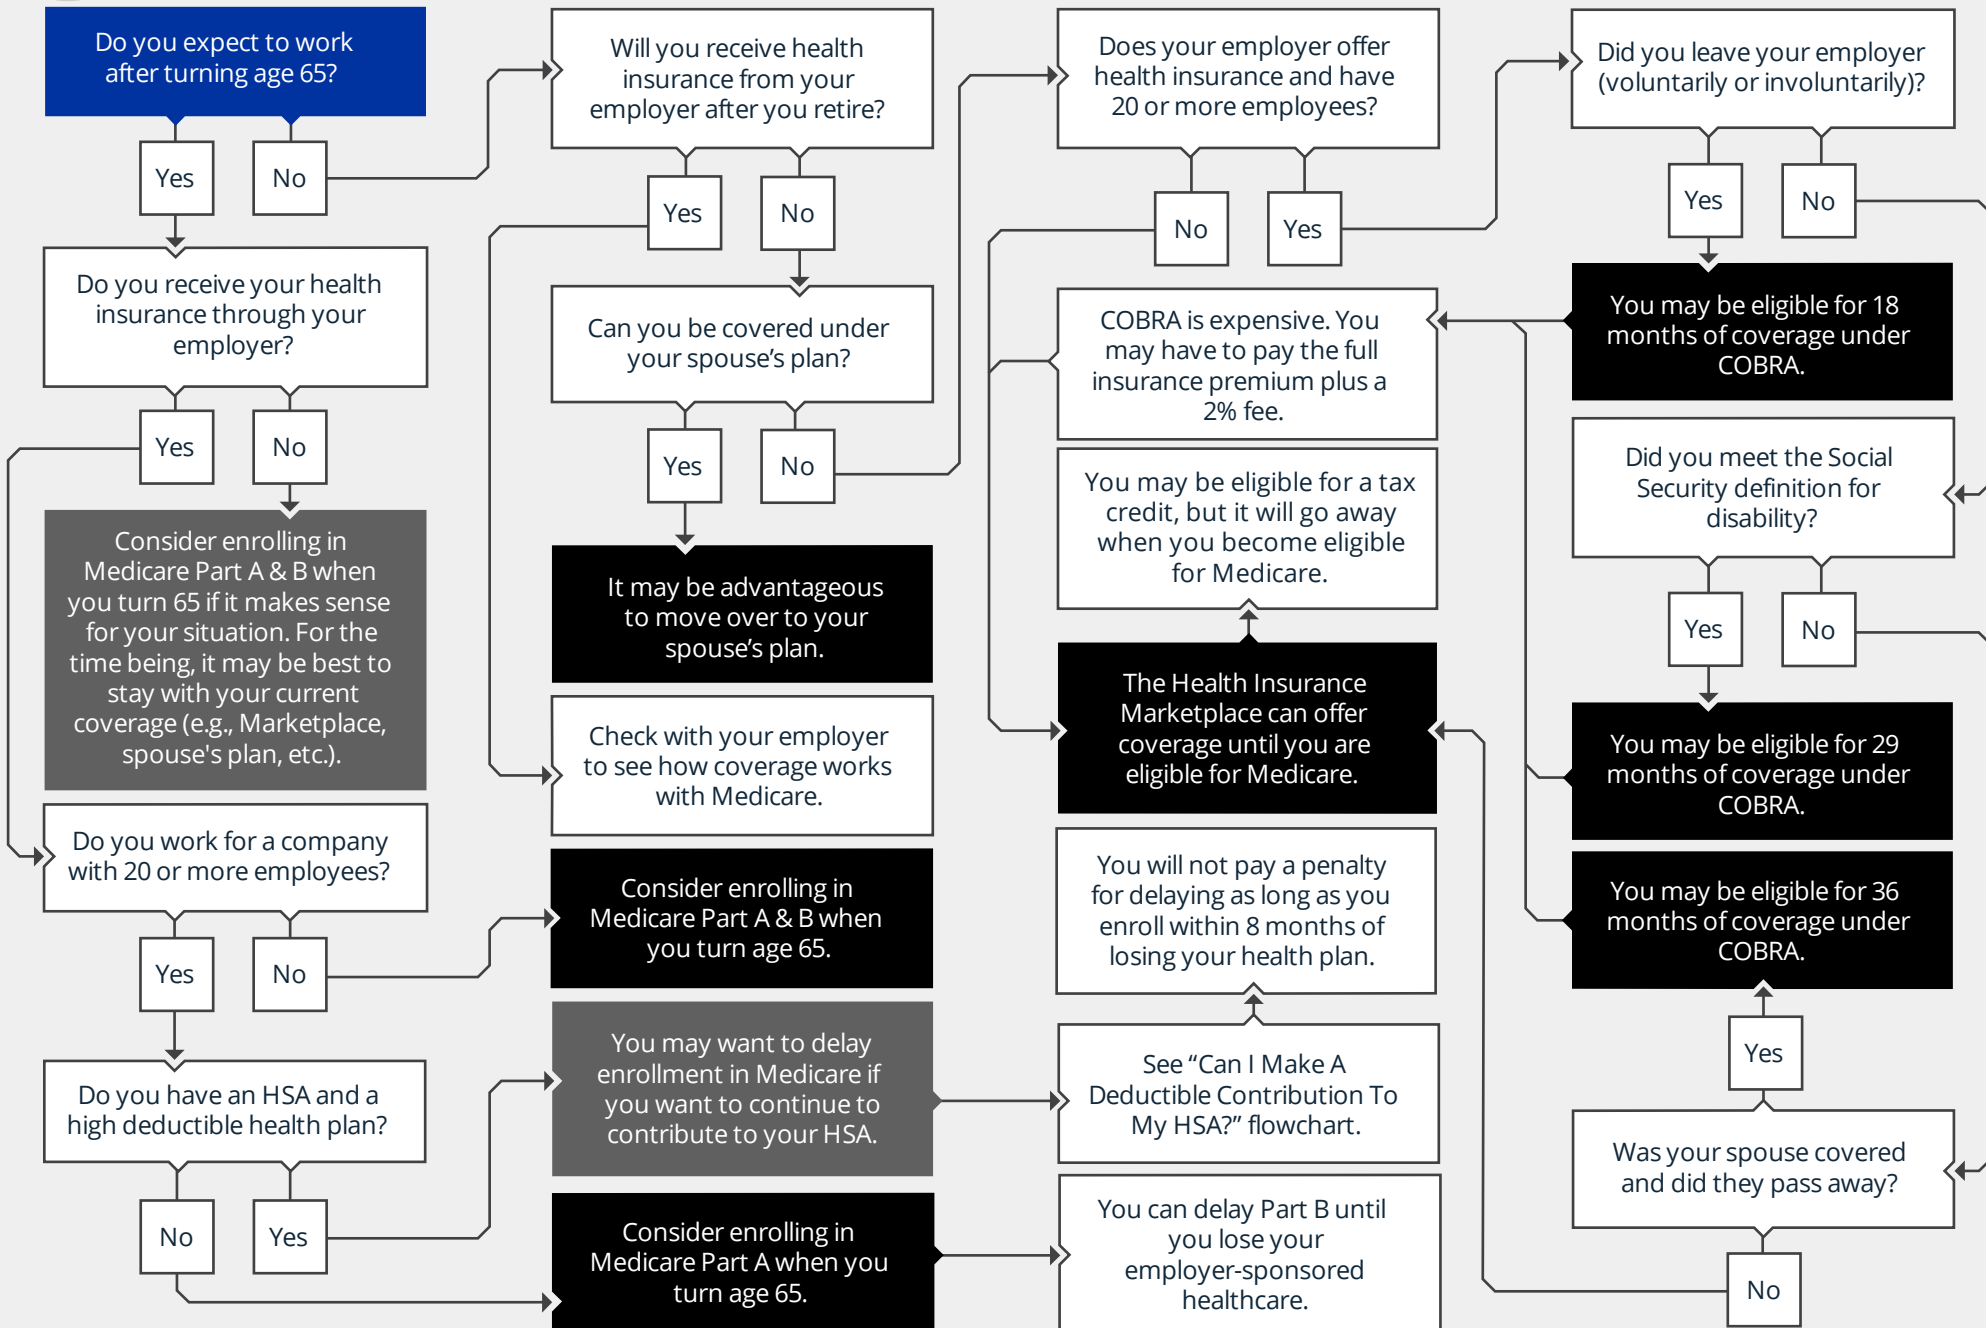 Do you expect to work
after turning age 65?
Yes
No
Do you receive your health
insurance through your
employer?
Yes
No
Consider enrolling in
Medicare Part A & B when
you turn 65 if it makes sense
for your situation. For the
time being, it may be best to
stay with your current
coverage (e.g., Marketplace,
spouse's plan, etc.).
Do you work for a company
with 20 or more employees?
Yes
No
Do you have an HSA and a
high deductible health plan?
No
Yes
Will you receive health
insurance from your
employer after you retire?
Yes
No
Can you be covered under
your spouse’s plan?
Yes
No
It may be advantageous
to move over to your
spouse’s plan.
Check with your employer
to see how coverage works
with Medicare.
Consider enrolling in
Medicare Part A & B when
you turn age 65.
You may want to delay
enrollment in Medicare if
you want to continue to
contribute to your HSA.
Consider enrolling in
Medicare Part A when you
turn age 65.
Does your employer offer
health insurance and have
20 or more employees?
No
Yes
COBRA is expensive. You
may have to pay the full
insurance premium plus a
2% fee.
You may be eligible for a tax
credit, but it will go away
when you become eligible
for Medicare.
The Health Insurance
Marketplace can offer
coverage until you are
eligible for Medicare.
You will not pay a penalty
for delaying as long as you
enroll within 8 months of
losing your health plan.
See “Can I Make A
Deductible Contribution To
My HSA?” flowchart.
You can delay Part B until
you lose your
employer-sponsored
healthcare.
Did you leave your employer
(voluntarily or involuntarily)?
Yes
No
You may be eligible for 18
months of coverage under
COBRA.
Did you meet the Social
Security definition for
disability?
Yes
No
You may be eligible for 29
months of coverage under
COBRA.
You may be eligible for 36
months of coverage under
COBRA.
Yes
Was your spouse covered
and did they pass away?
No